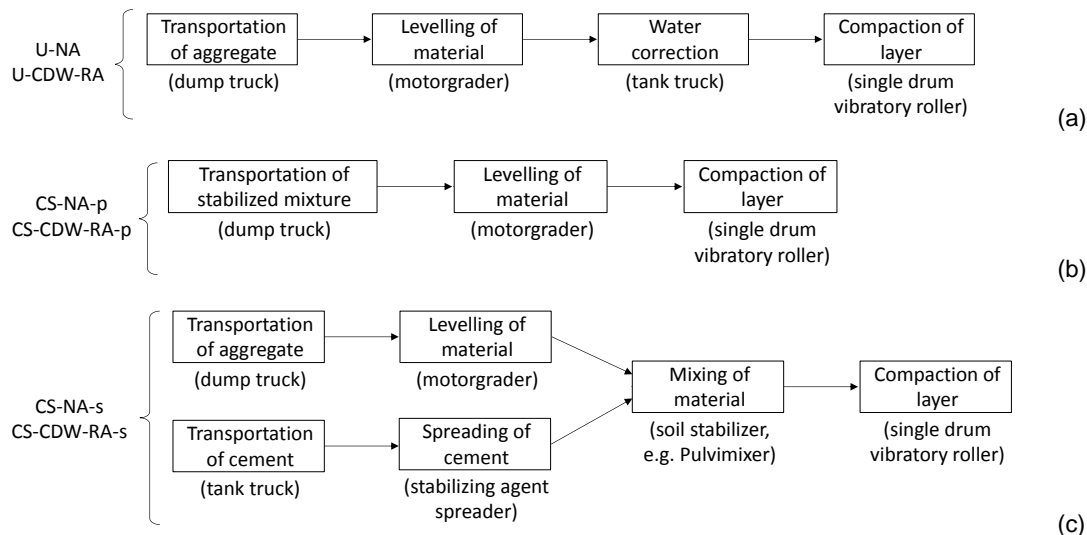 U-NA
U-CDW-RA
Transportation
of aggregate
(dump truck)
Levelling of
material
(motorgrader)
Water
correction
(tank truck)
Compaction of
layer
(single drum
vibratory roller)
(a)
CS-NA-p
CS-CDW-RA-p
Transportation of
stabilized mixture
(dump truck)
Levelling of
material
(motorgrader)
Compaction of
layer
(single drum
vibratory roller)
(b)
CS-NA-s
CS-CDW-RA-s
Transportation
of aggregate
(dump truck)
Levelling of
material
(motorgrader)
Transportation
of cement
(tank truck)
Spreading of
cement
(stabilizing agent
spreader)
Mixing of
material
(soil stabilizer,
e.g. Pulvimixer)
Compaction of
layer
(single drum
vibratory roller)
(c)